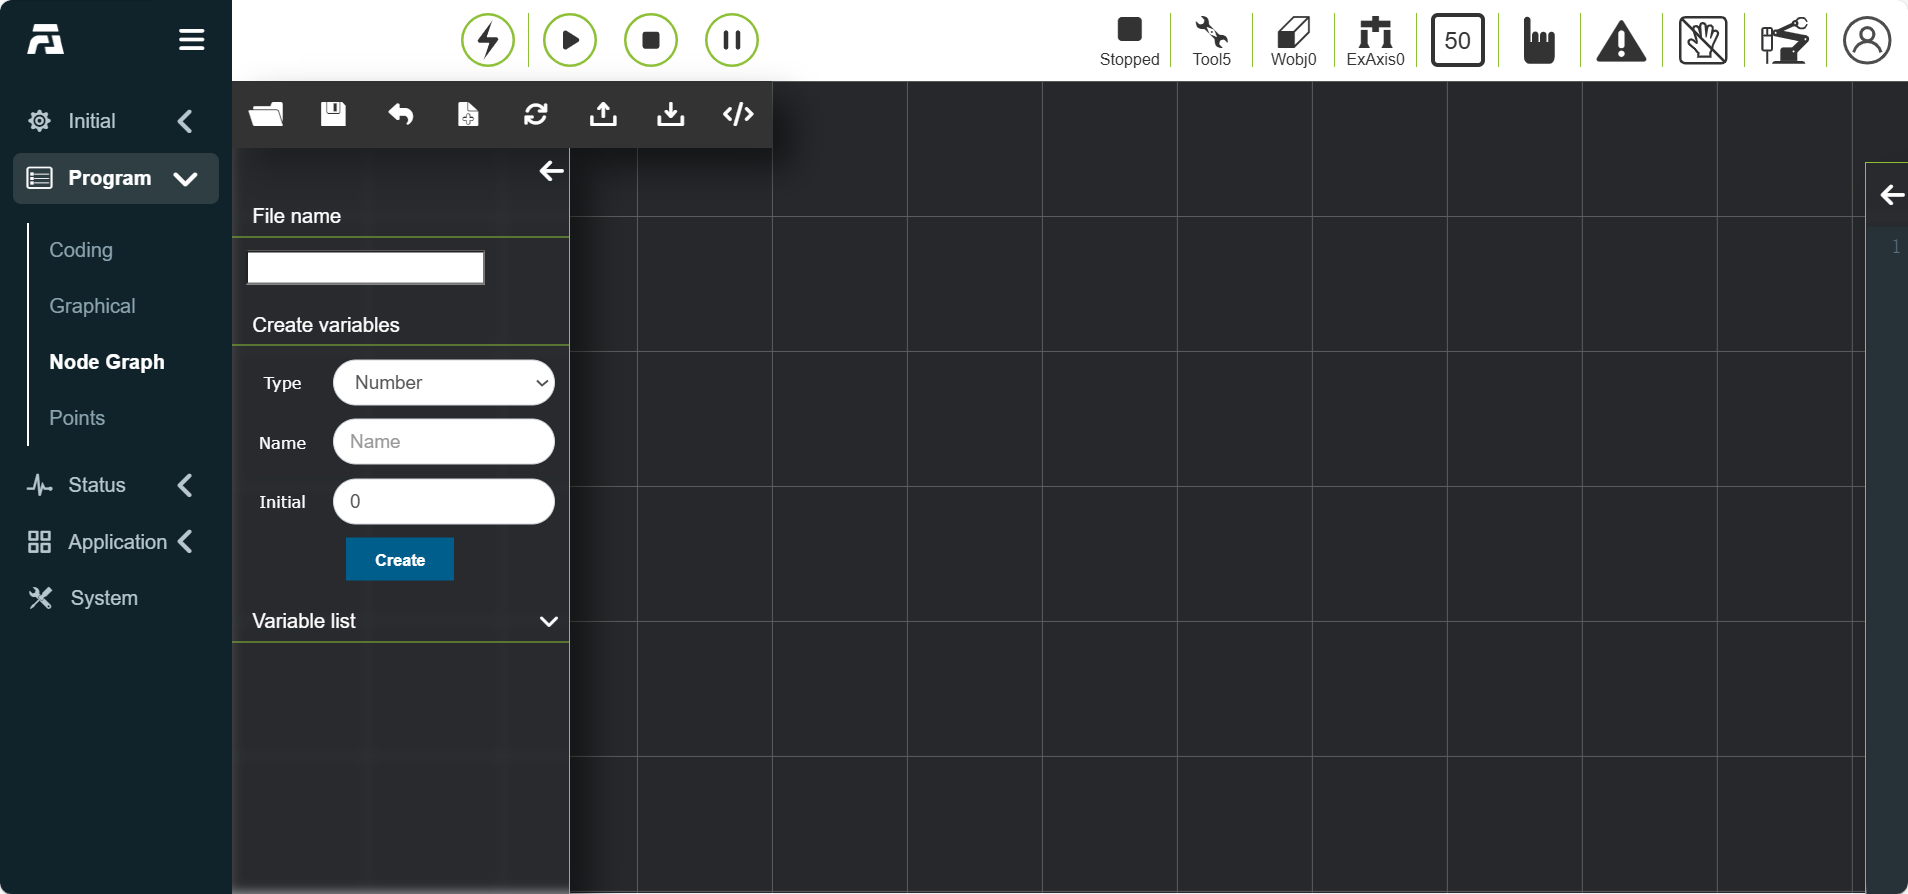 Stopped
Tool5
Wobj0
ExAxis0
50
Initial
Program
Coding
Graphical
Node Graph
Points
Status
Application
System
File name
Create variables
Type
Number
Name
Name
Initial
0
Create
Variable list
1